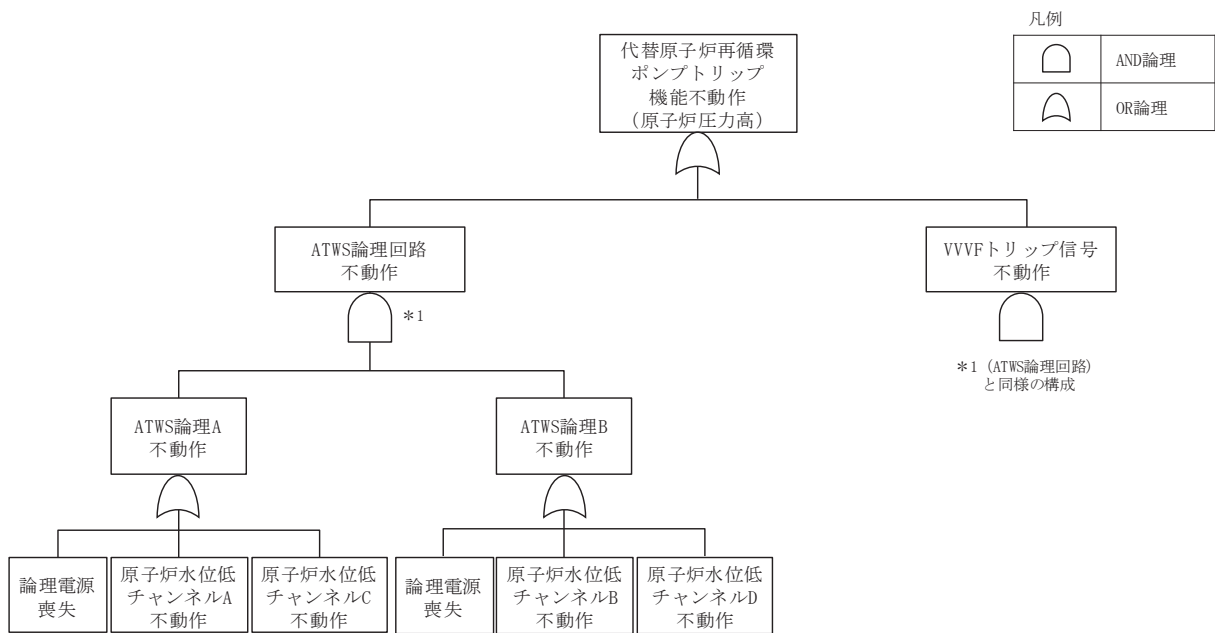 凡例
AND論理
OR論理
代替原子炉再循環
ポンプトリップ
機能不動作
(原子炉圧力高)
ATWS論理回路
不動作
VVVFトリップ信号
不動作
*1
*1 (ATWS論理回路)
と同様の構成
ATWS論理A
不動作
ATWS論理B
不動作
論理電源
喪失
原子炉水位低
チャンネルA
不動作
原子炉水位低
チャンネルC
不動作
論理電源
喪失
原子炉水位低
チャンネルB
不動作
原子炉水位低
チャンネルD
不動作